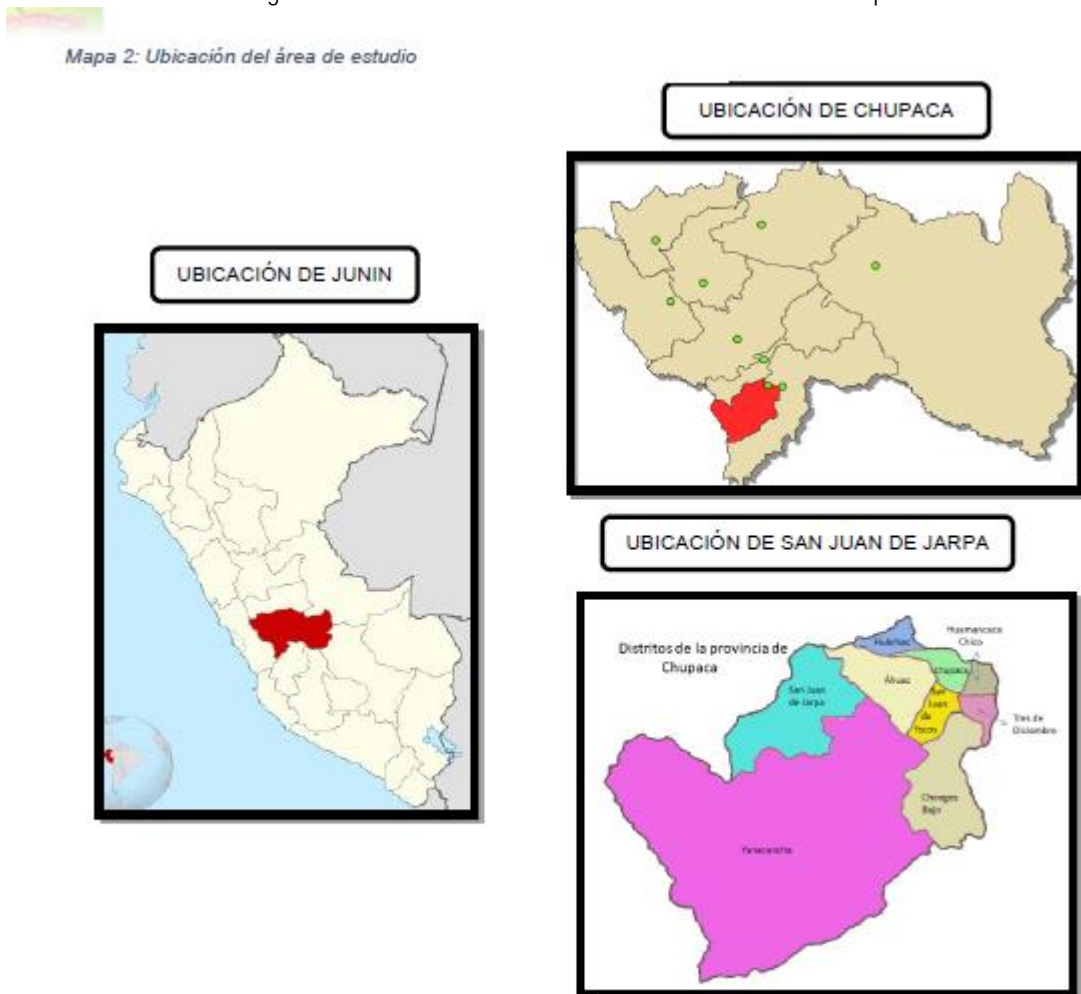 Mapa 2: Ubicación del área de estudio
UBICACIÓN DE CHUPACA
UBICACIÓN DE JUNIN
UBICACIÓN DE SAN JUAN DE JARPA
Distritos de la provincia de
Chupaca
Huamancaca
Chico
Chupaca
Áhuac
San Juan
de Jarpa
San
Juan
de
Yscos
Tres de
Diciembre
Chongos
Bajo
Yanacancha